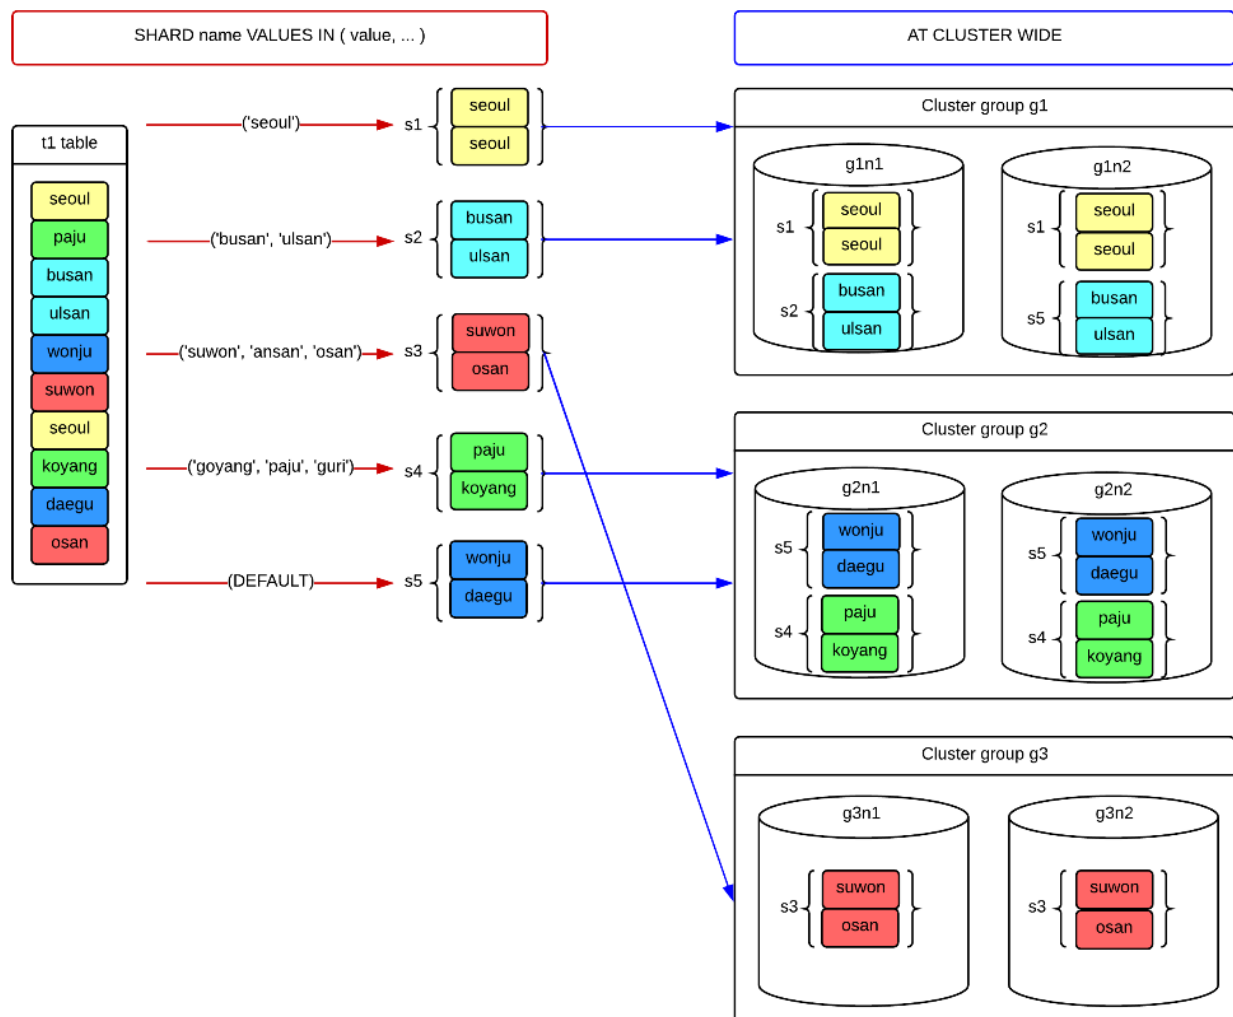 SHARD name VALUES IN ( value, ... )
AT CLUSTER WIDE
t1 table
seoul
paju
busan
ulsan
wonju
suwon
seoul
koyang
daegu
osan
('seoul')
s1
seoul
seoul
('busan', 'ulsan')
s2
busan
ulsan
('suwon', 'ansan', 'osan')
s3
suwon
osan
('goyang', 'paju', 'guri')
s4
paju
koyang
(DEFAULT)
s5
wonju
daegu
Cluster group g1
g1n1
s1
seoul
seoul
s2
busan
ulsan
g1n2
s1
seoul
seoul
s5
busan
ulsan
Cluster group g2
g2n1
s5
wonju
daegu
s4
paju
koyang
g2n2
s5
wonju
daegu
s4
paju
koyang
Cluster group g3
g3n1
s3
suwon
osan
g3n2
s3
suwon
osan